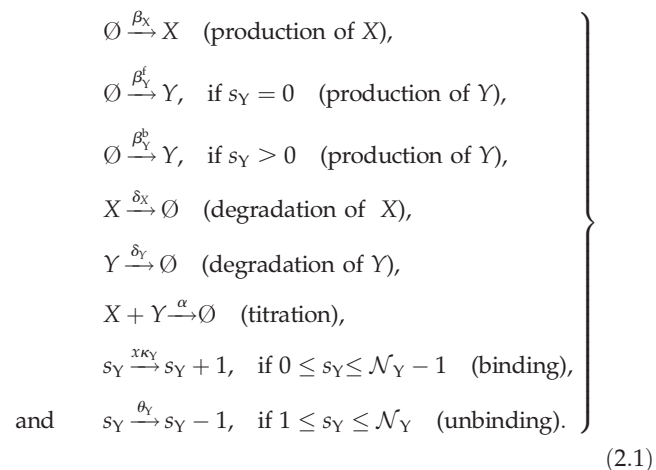 Ø →^{β_X} X (production of X),
Ø →^{β_Y^f} Y, if s_Y = 0 (production of Y),
Ø →^{β_Y^b} Y, if s_Y > 0 (production of Y),
X →^{δ_X} Ø (degradation of X),
Y →^{δ_Y} Ø (degradation of Y),
X + Y →^{α} Ø (titration),
s_Y →^{xκ_Y} s_Y + 1, if 0 ≤ s_Y ≤ 𝒩_Y − 1 (binding),
and s_Y →^{θ_Y} s_Y − 1, if 1 ≤ s_Y ≤ 𝒩_Y (unbinding).
(2.1)